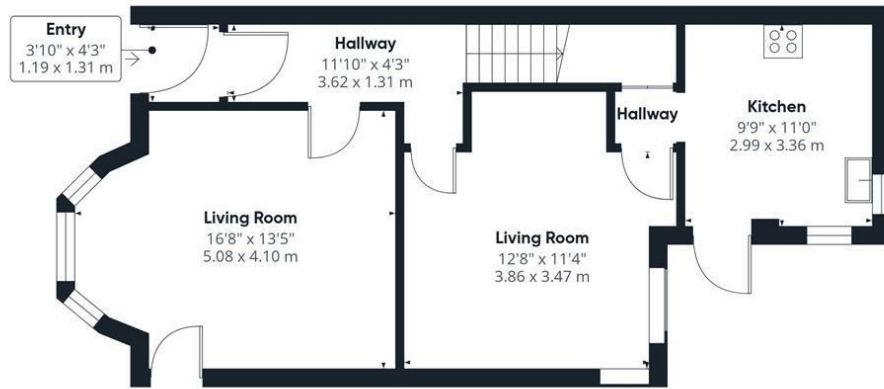 Entry
3'10" x 4'3"
1.19 x 1.31 m
Hallway
11'10" x 4'3"
3.62 x 1.31 m
Hallway
Kitchen
9'9" x 11'0"
2.99 x 3.36 m
Living Room
16'8" x 13'5"
5.08 x 4.10 m
Living Room
12'8" x 11'4"
3.86 x 3.47 m